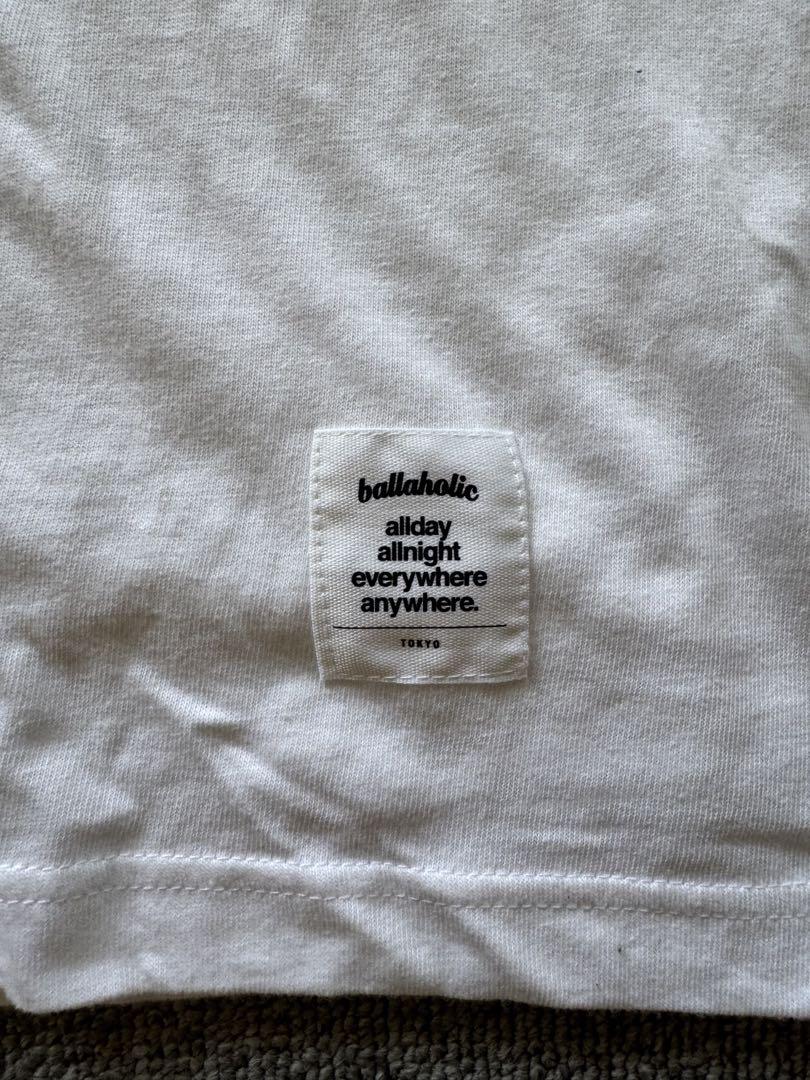 ballaholic
allday
allnight
everywhere
anywhere.
TOKYO